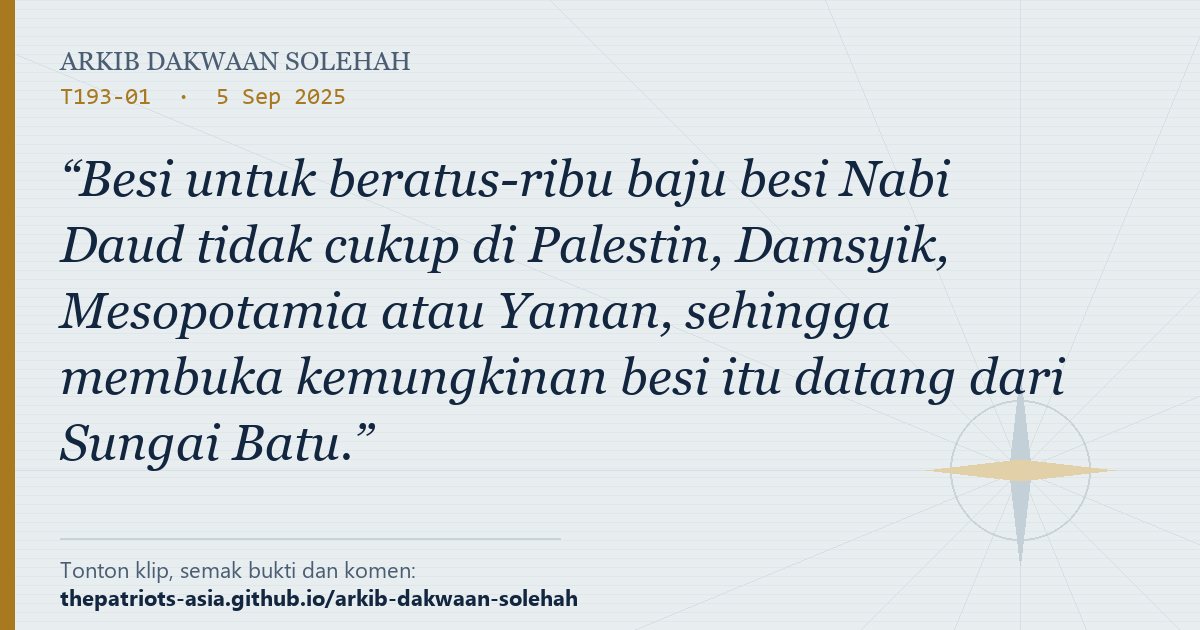 ARKIB DAKWAAN SOLEHAH
T193-01 · 5 Sep 2025
“Besi untuk beratus-ribu baju besi Nabi
Daud tidak cukup di Palestin, Damsyik,
Mesopotamia atau Yaman, sehingga
membuka kemungkinan besi itu datang dari
Sungai Batu.”
Tonton klip, semak bukti dan komen:
thepatriots-asia.github.io/arkib-dakwaan-solehah